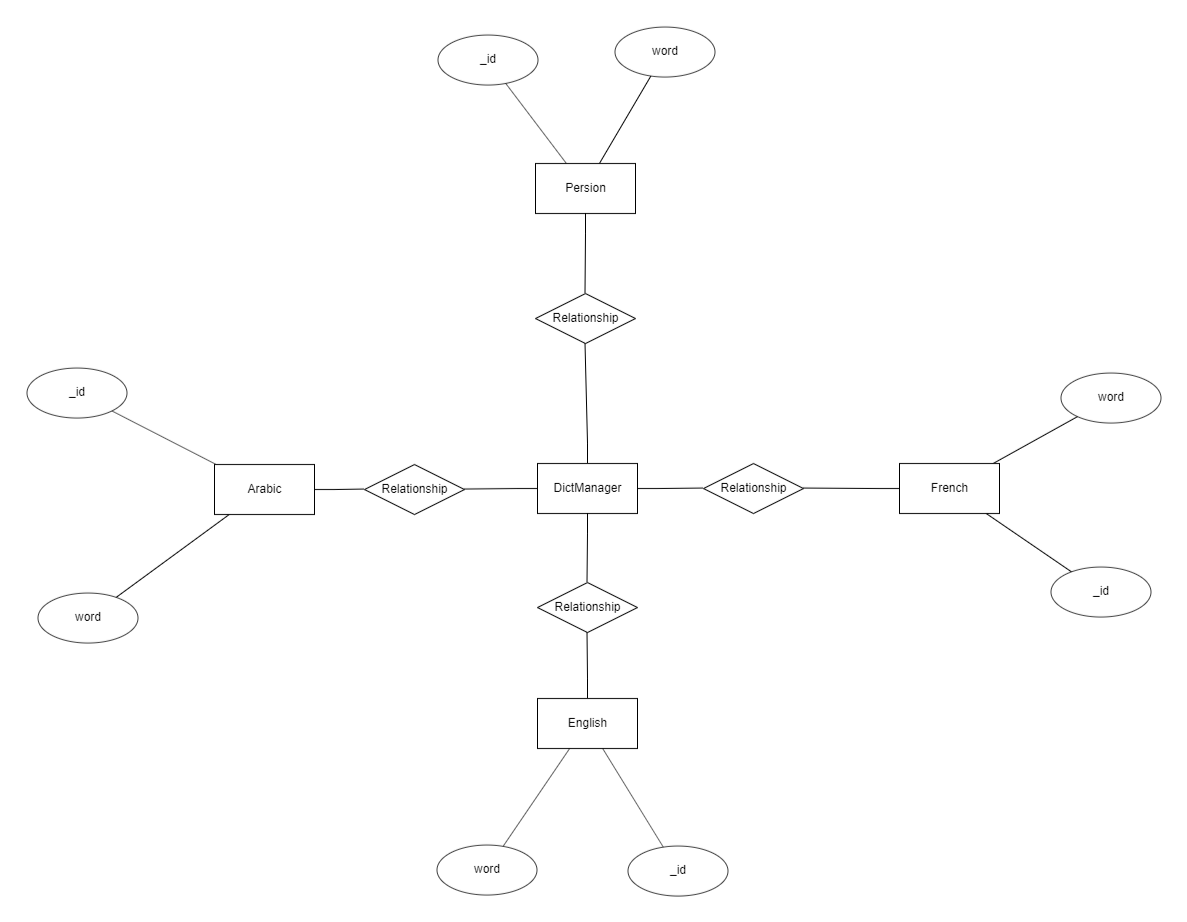 _id
word
Persion
Relationship
_id
word
Arabic
Relationship
DictManager
Relationship
French
_id
word
Relationship
English
word
_id